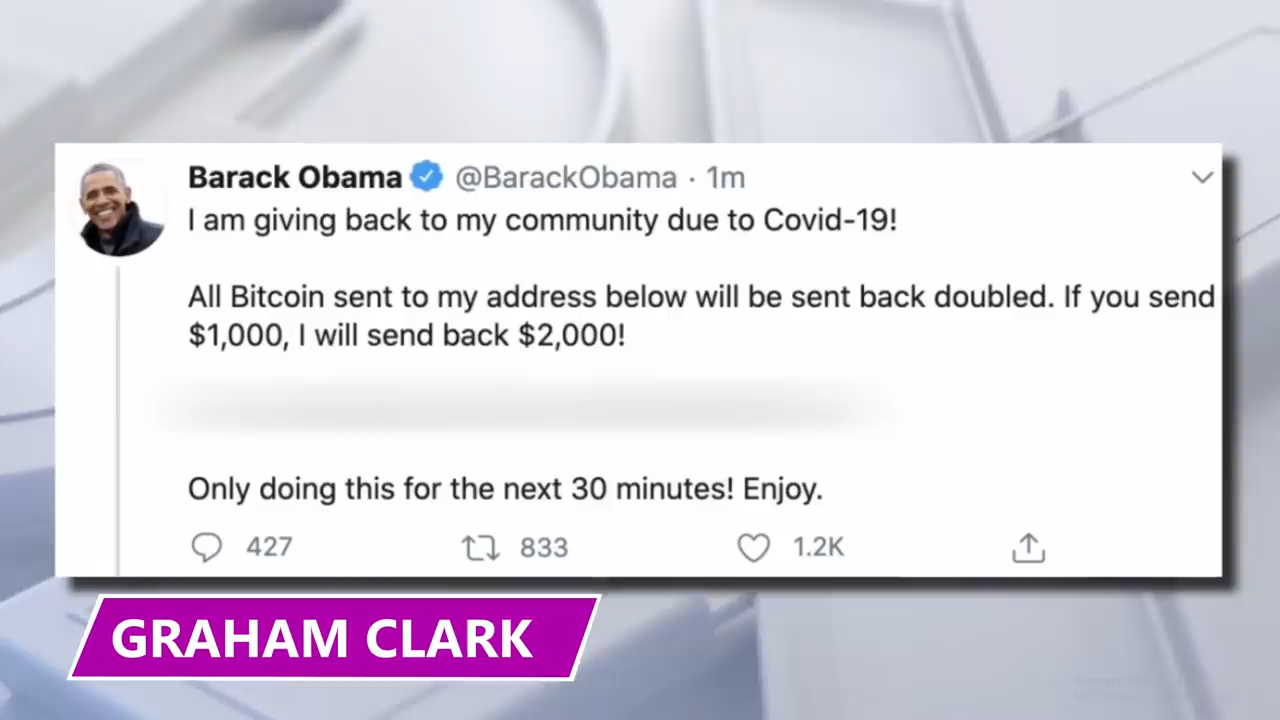 Barack Obama @BarackObama · 1m
I am giving back to my community due to Covid-19!
All Bitcoin sent to my address below will be sent back doubled. If you send
$1,000, I will send back $2,000!
Only doing this for the next 30 minutes! Enjoy.
427 833 1.2K
GRAHAM CLARK